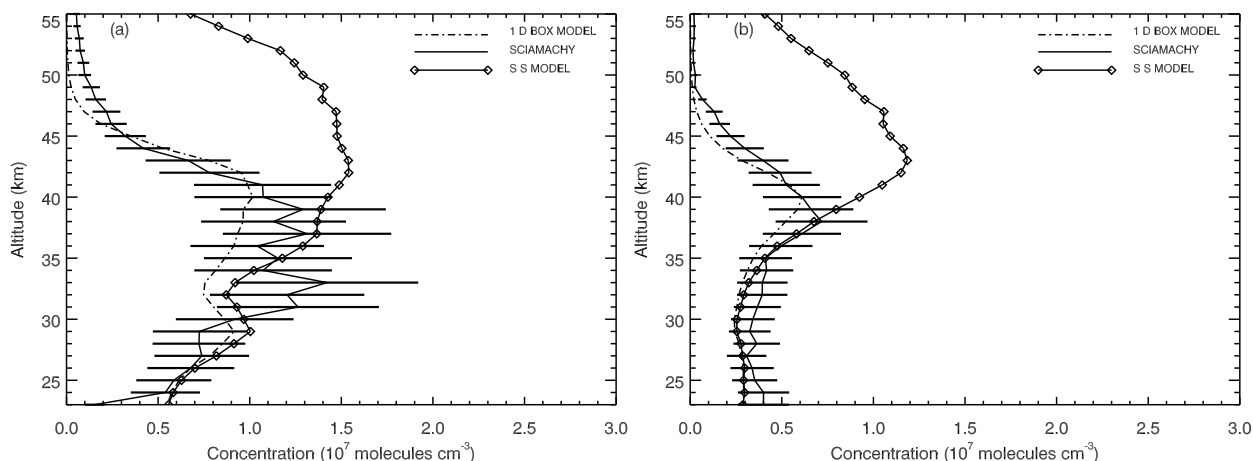 55
50
45
40
35
30
25
Altitude (km)
(a)
1 D BOX MODEL
SCIAMACHY
S S MODEL
0.0 0.5 1.0 1.5 2.0 2.5 3.0
Concentration (10⁷ molecules cm⁻³)
55
50
45
40
35
30
25
Altitude (km)
(b)
1 D BOX MODEL
SCIAMACHY
S S MODEL
0.0 0.5 1.0 1.5 2.0 2.5 3.0
Concentration (10⁷ molecules cm⁻³)